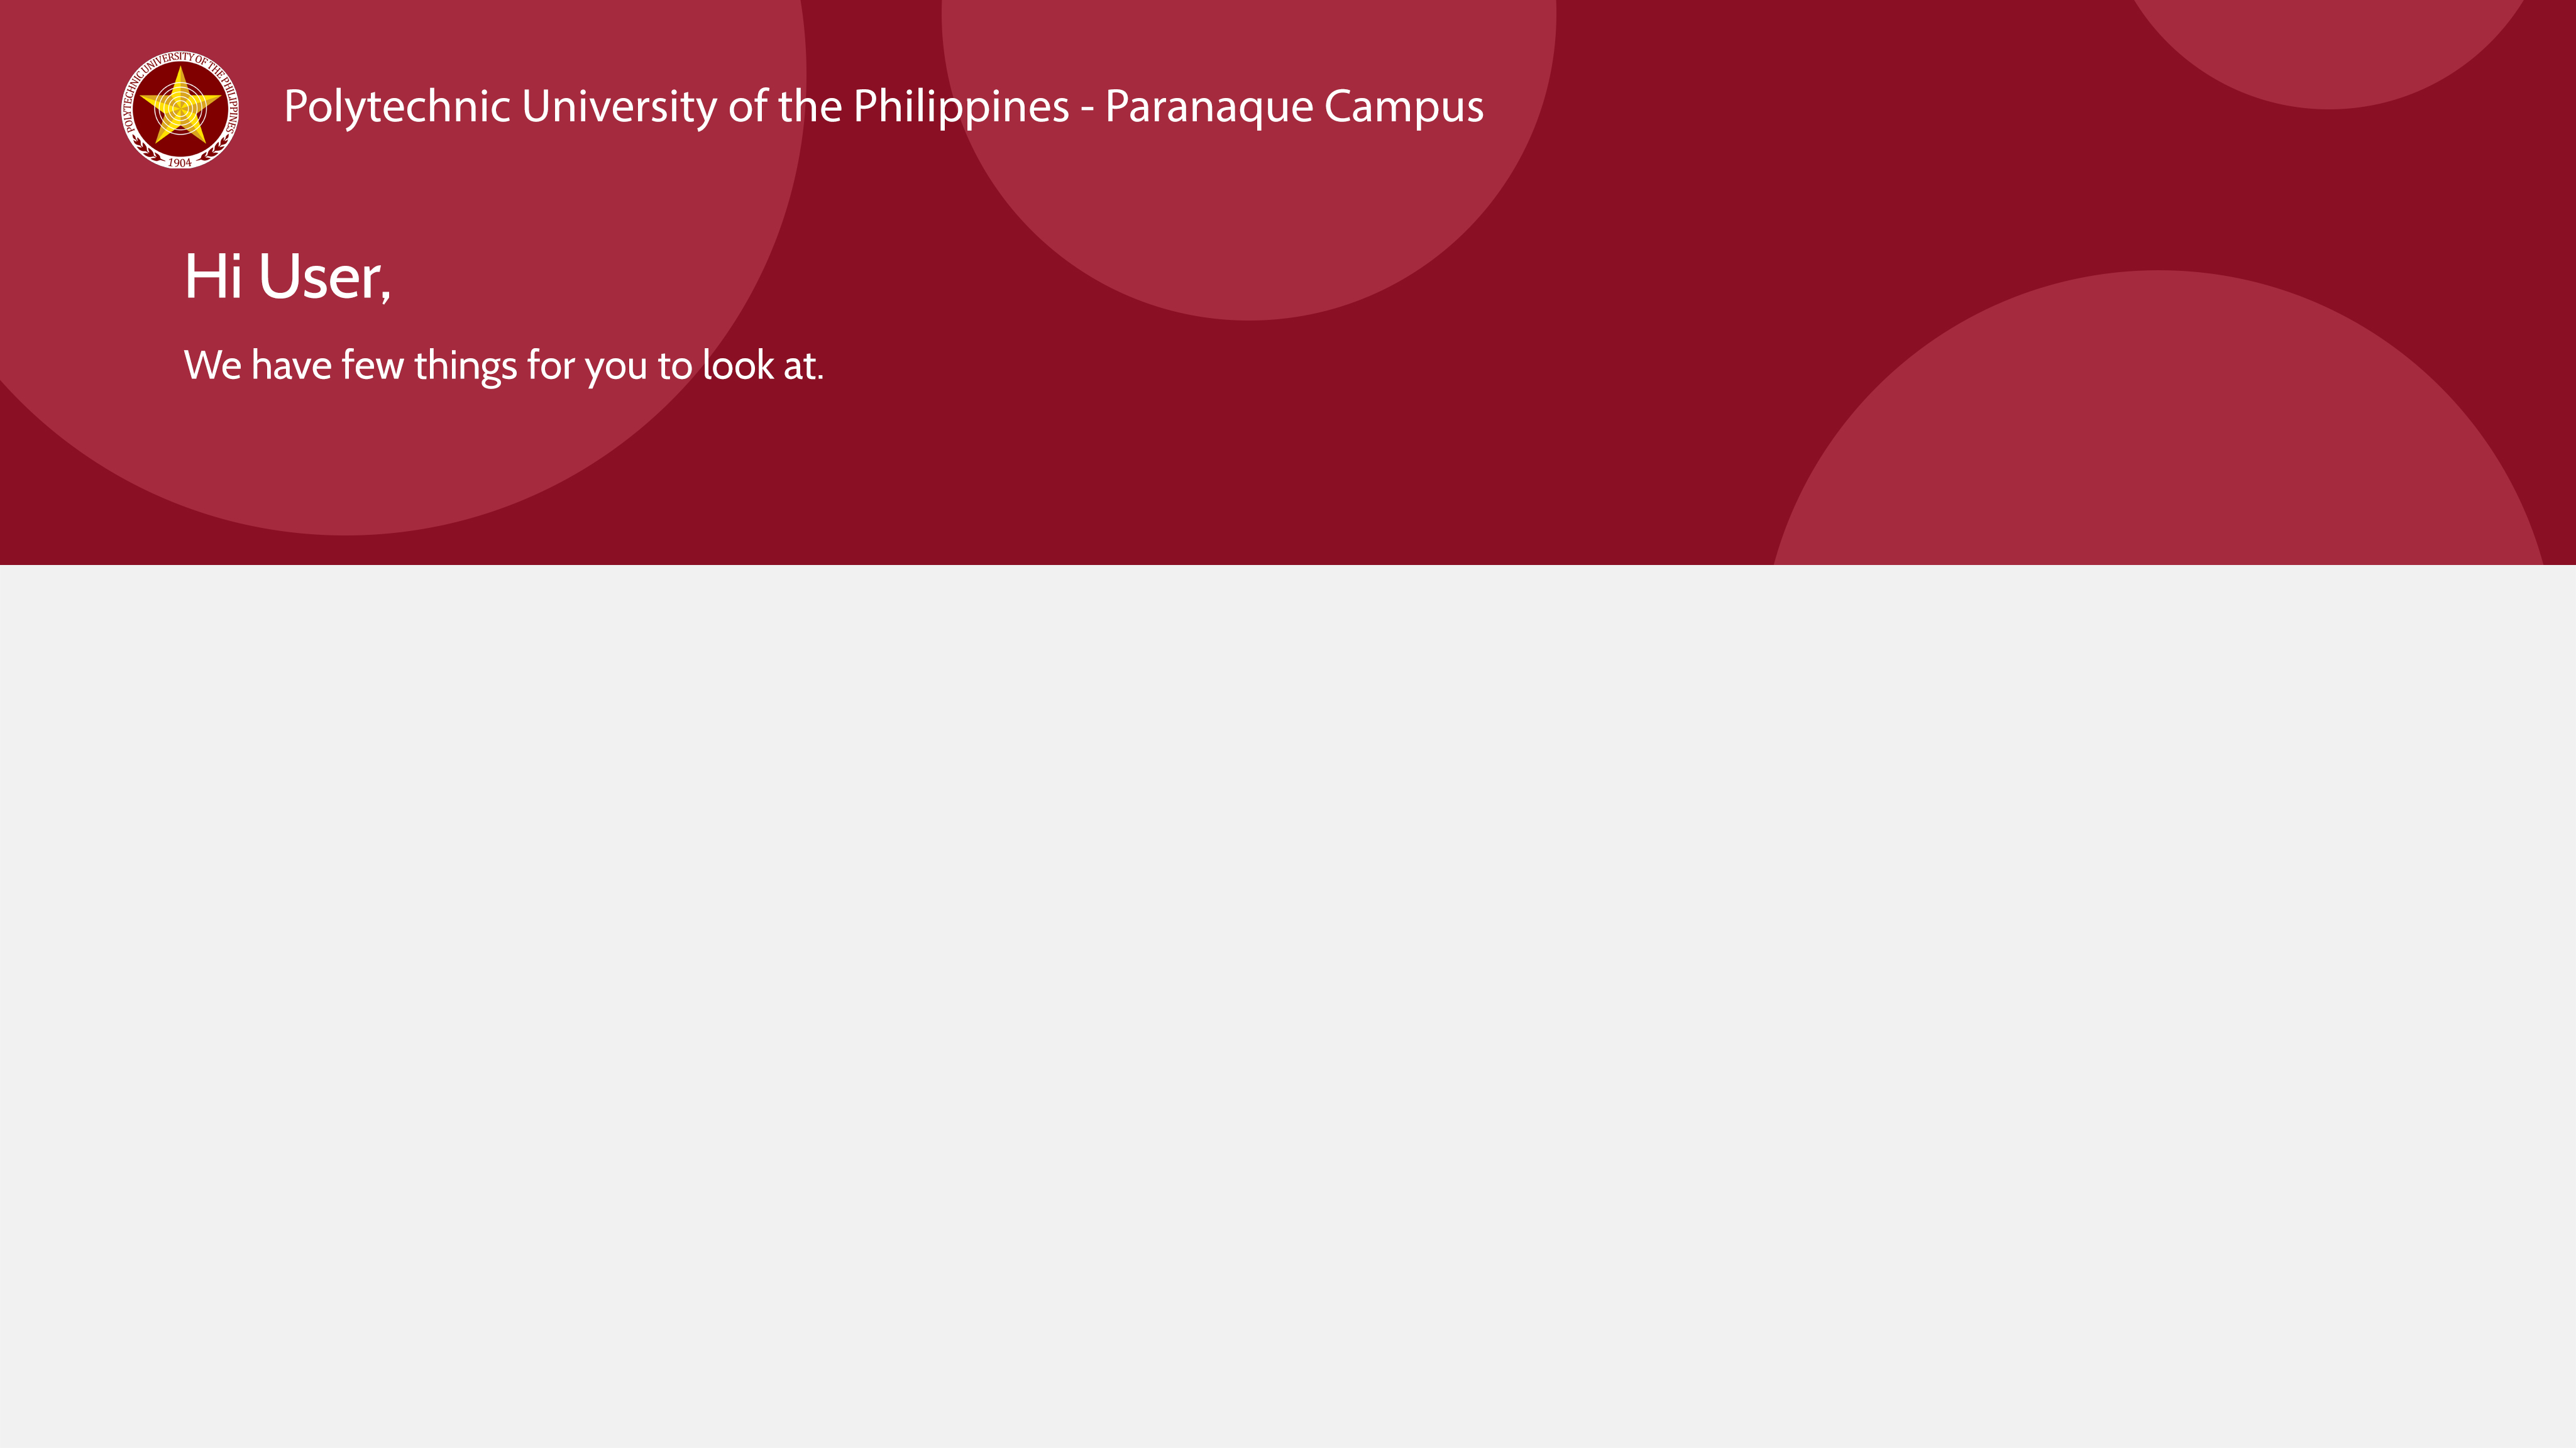 POLYTECHNIC UNIVERSITY OF THE PHILIPPINES
1904
Polytechnic University of the Philippines - Paranaque Campus
Hi User,
We have few things for you to look at.